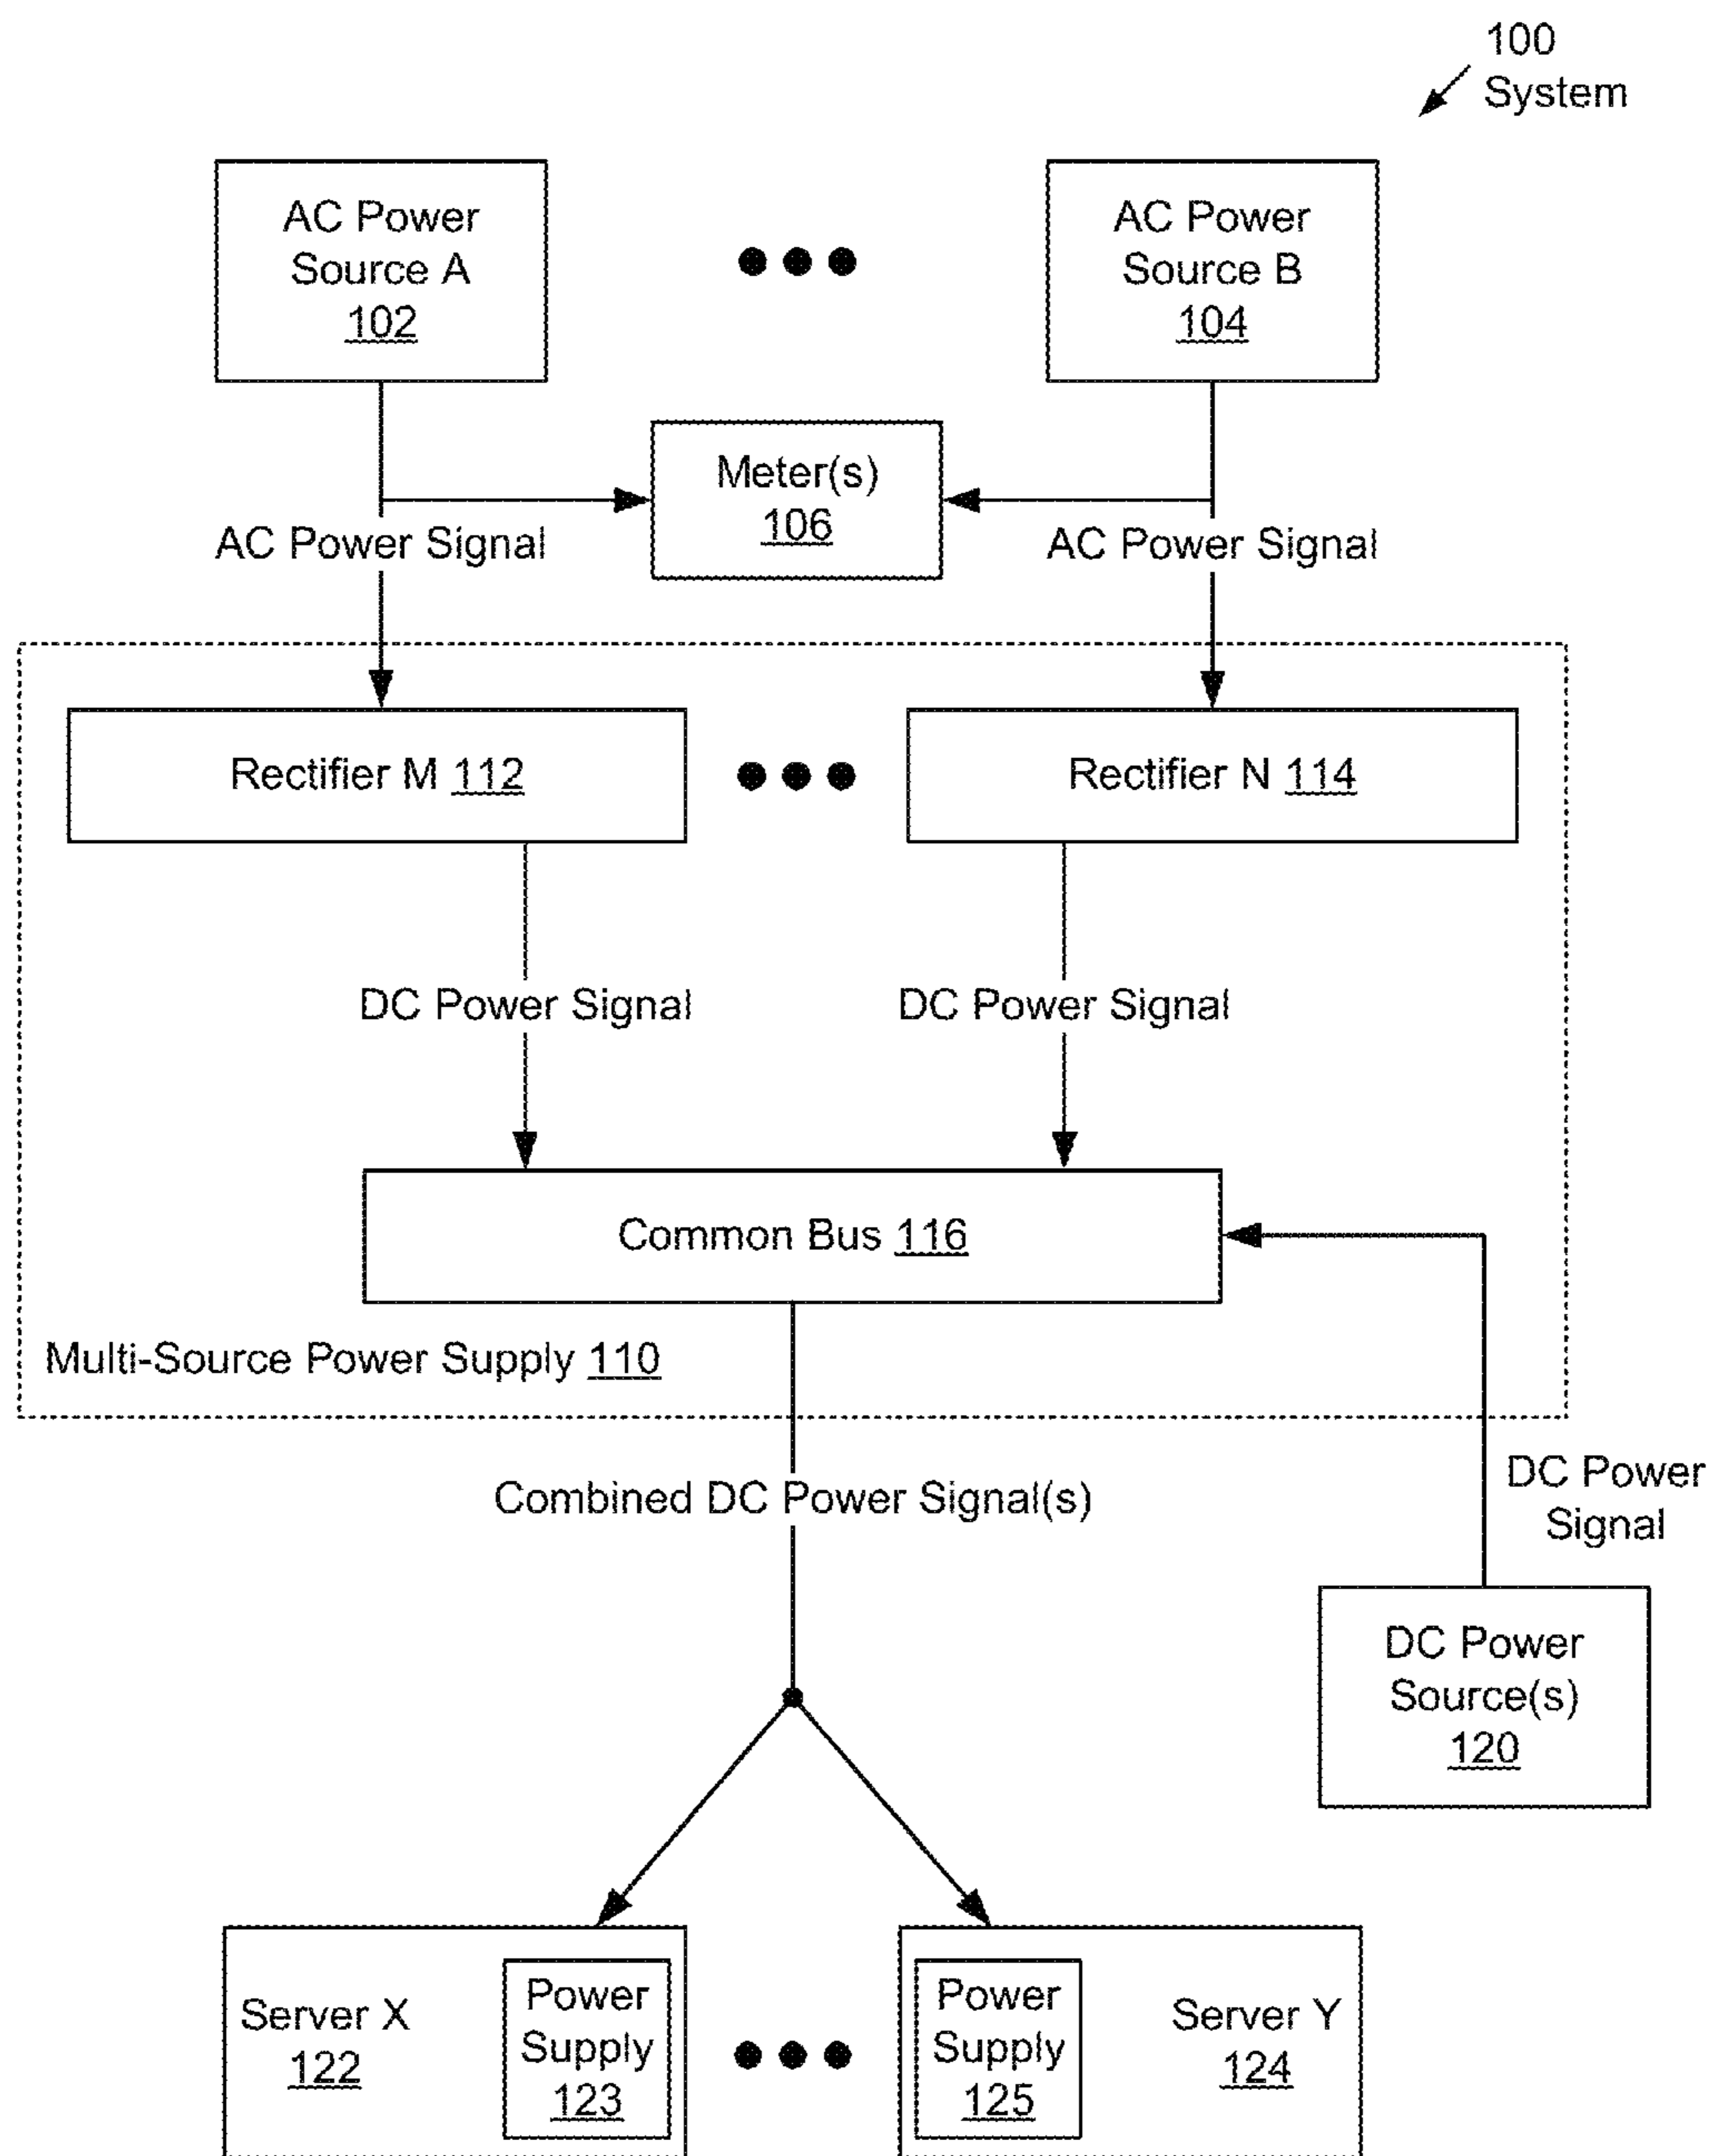 100
System
AC Power
Source A
102
AC Power
Source B
104
Meter(s)
106
AC Power Signal
AC Power Signal
Rectifier M 112
Rectifier N 114
DC Power Signal
DC Power Signal
Common Bus 116
Multi-Source Power Supply 110
Combined DC Power Signal(s)
DC Power
Signal
DC Power
Source(s)
120
Server X
122
Power
Supply
123
Power
Supply
125
Server Y
124